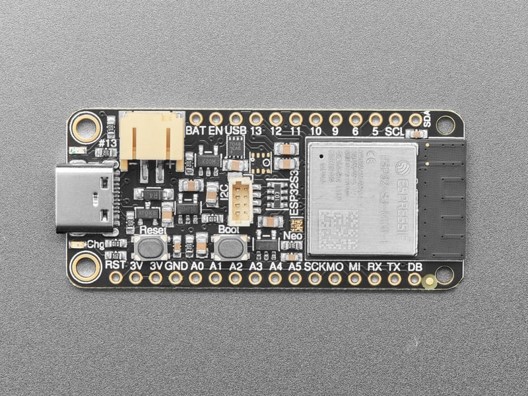 BAT EN USB 13 12 11 10 9 6 5 SCL SDA
#13
I2C
ESP32S3
Reset
Boot
Neo
Chg
RST 3V 3V GND A0 A1 A2 A3 A4 A5 SCK MO MI RX TX DB